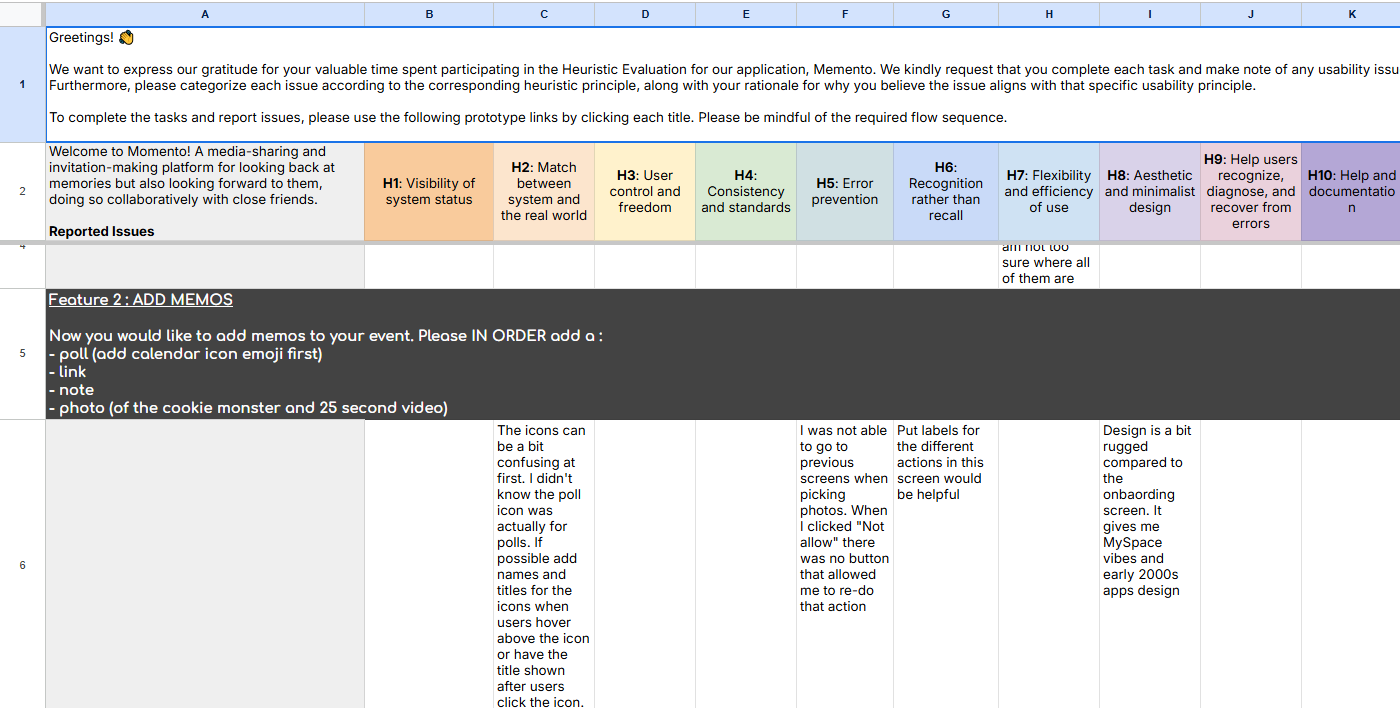 A B C D E F G H I J K
1
Greetings! 👋
We want to express our gratitude for your valuable time spent participating in the Heuristic Evaluation for our application, Memento. We kindly request that you complete each task and make note of any usability issu
Furthermore, please categorize each issue according to the corresponding heuristic principle, along with your rationale for why you believe the issue aligns with that specific usability principle.
To complete the tasks and report issues, please use the following prototype links by clicking each title. Please be mindful of the required flow sequence.
2
Welcome to Momento! A media-sharing and
invitation-making platform for looking back at
memories but also looking forward to them,
doing so collaboratively with close friends.
Reported Issues
H1: Visibility of
system status
H2: Match
between
system and
the real world
H3: User
control and
freedom
H4:
Consistency
and standards
H5: Error
prevention
H6:
Recognition
rather than
recall
H7: Flexibility
and efficiency
of use
H8: Aesthetic
and minimalist
design
H9: Help users
recognize,
diagnose, and
recover from
errors
H10: Help and
documentatio
n
4
am not too
sure where all
of them are
5
Feature 2 : ADD MEMOS
Now you would like to add memos to your event. Please IN ORDER add a :
- poll (add calendar icon emoji first)
- link
- note
- photo (of the cookie monster and 25 second video)
6
The icons can
be a bit
confusing at
first. I didn't
know the poll
icon was
actually for
polls. If
possible add
names and
titles for the
icons when
users hover
above the icon
or have the
title shown
after users
click the icon.
I was not able
to go to
previous
screens when
picking
photos. When
I clicked "Not
allow" there
was no button
that allowed
me to re-do
that action
Put labels for
the different
actions in this
screen would
be helpful
Design is a bit
rugged
compared to
the
onbaording
screen. It
gives me
MySpace
vibes and
early 2000s
apps design